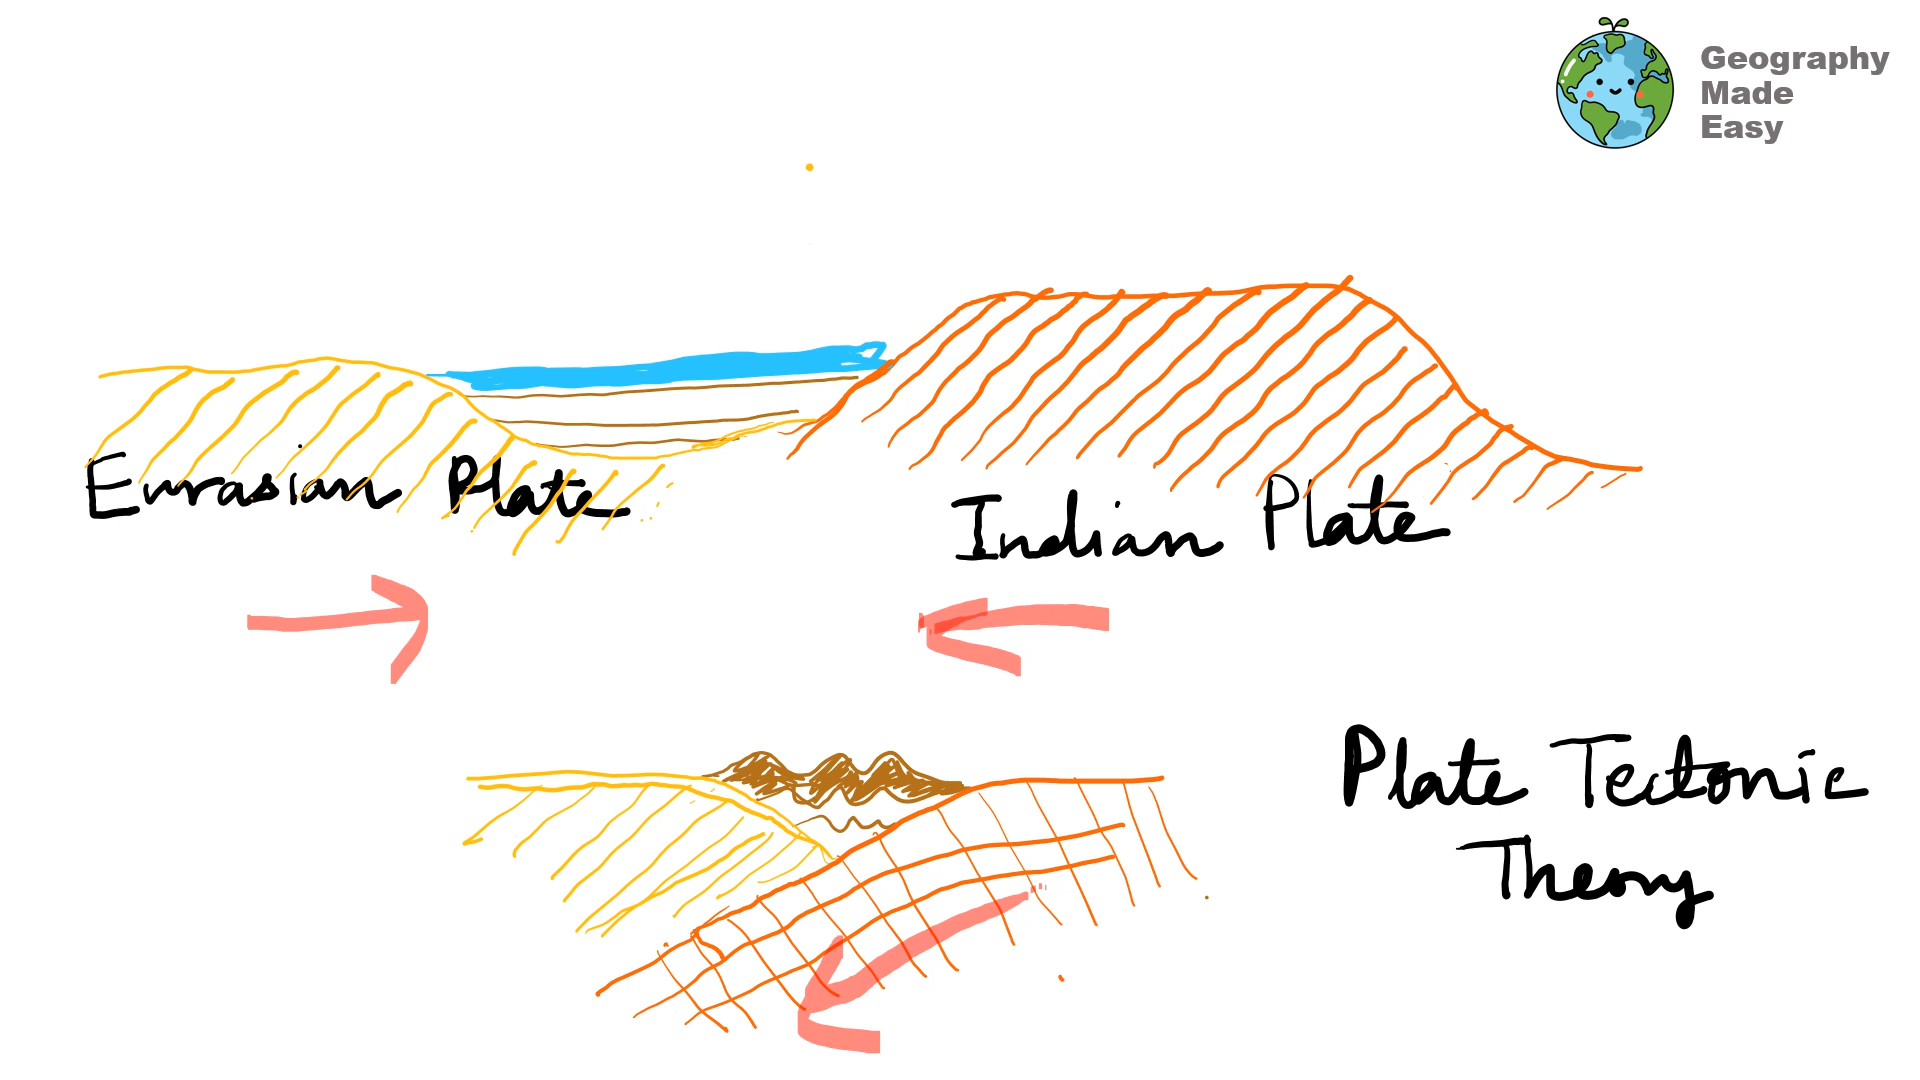 Geography
Made
Easy
Eurasian Plate
Indian Plate
Plate Tectonic
Theory